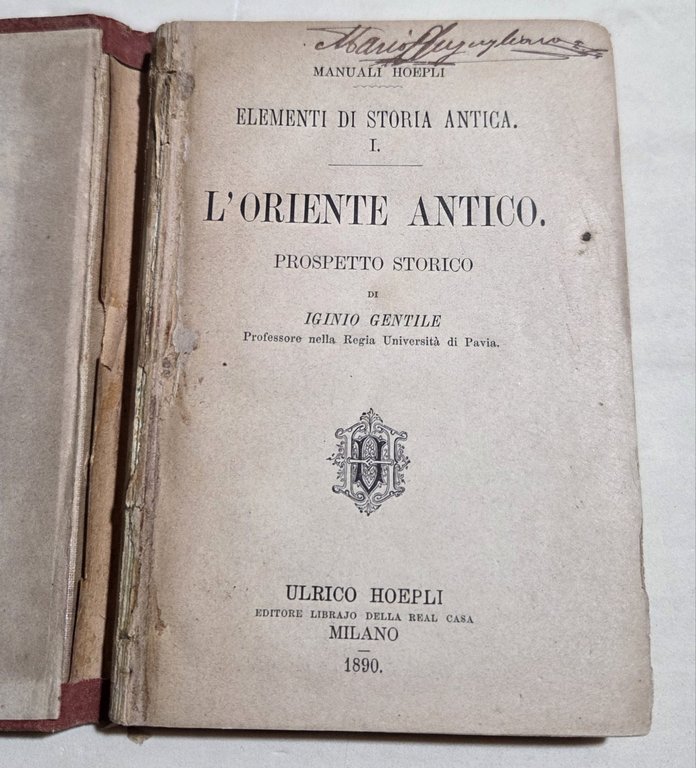 Mario
MANUALI HOEPLI
ELEMENTI DI STORIA ANTICA.
I.
L'ORIENTE ANTICO.
PROSPETTO STORICO
DI
IGINIO GENTILE
Professore nella Regia Università di Pavia.
ULRICO HOEPLI
EDITORE LIBRAJO DELLA REAL CASA
MILANO
1890.